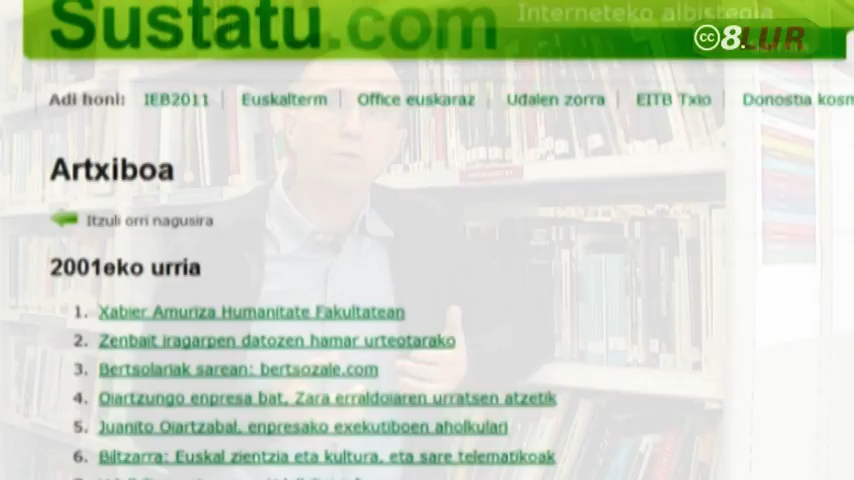 Sustatu.com
Interneteko albistegia
cc 8.LUR
Adi honi: IEB2011 | Euskalterm | Office euskaraz | Udalen zorra | EITB Txio | Donostia kosm
Artxiboa
Itzuli orri nagusira
2001eko urria
1. Xabier Amuriza Humanitate Fakultatean
2. Zenbait iragarpen datozen hamar urteotarako
3. Bertsolariak sarean: bertsozale.com
4. Oiartzungo enpresa bat, Zara erraldoiaren urratsen atzetik
5. Juanito Oiartzabal, enpresako exekutiboen aholkulari
6. Biltzarra: Euskal zientzia eta kultura, eta sare telematikoak